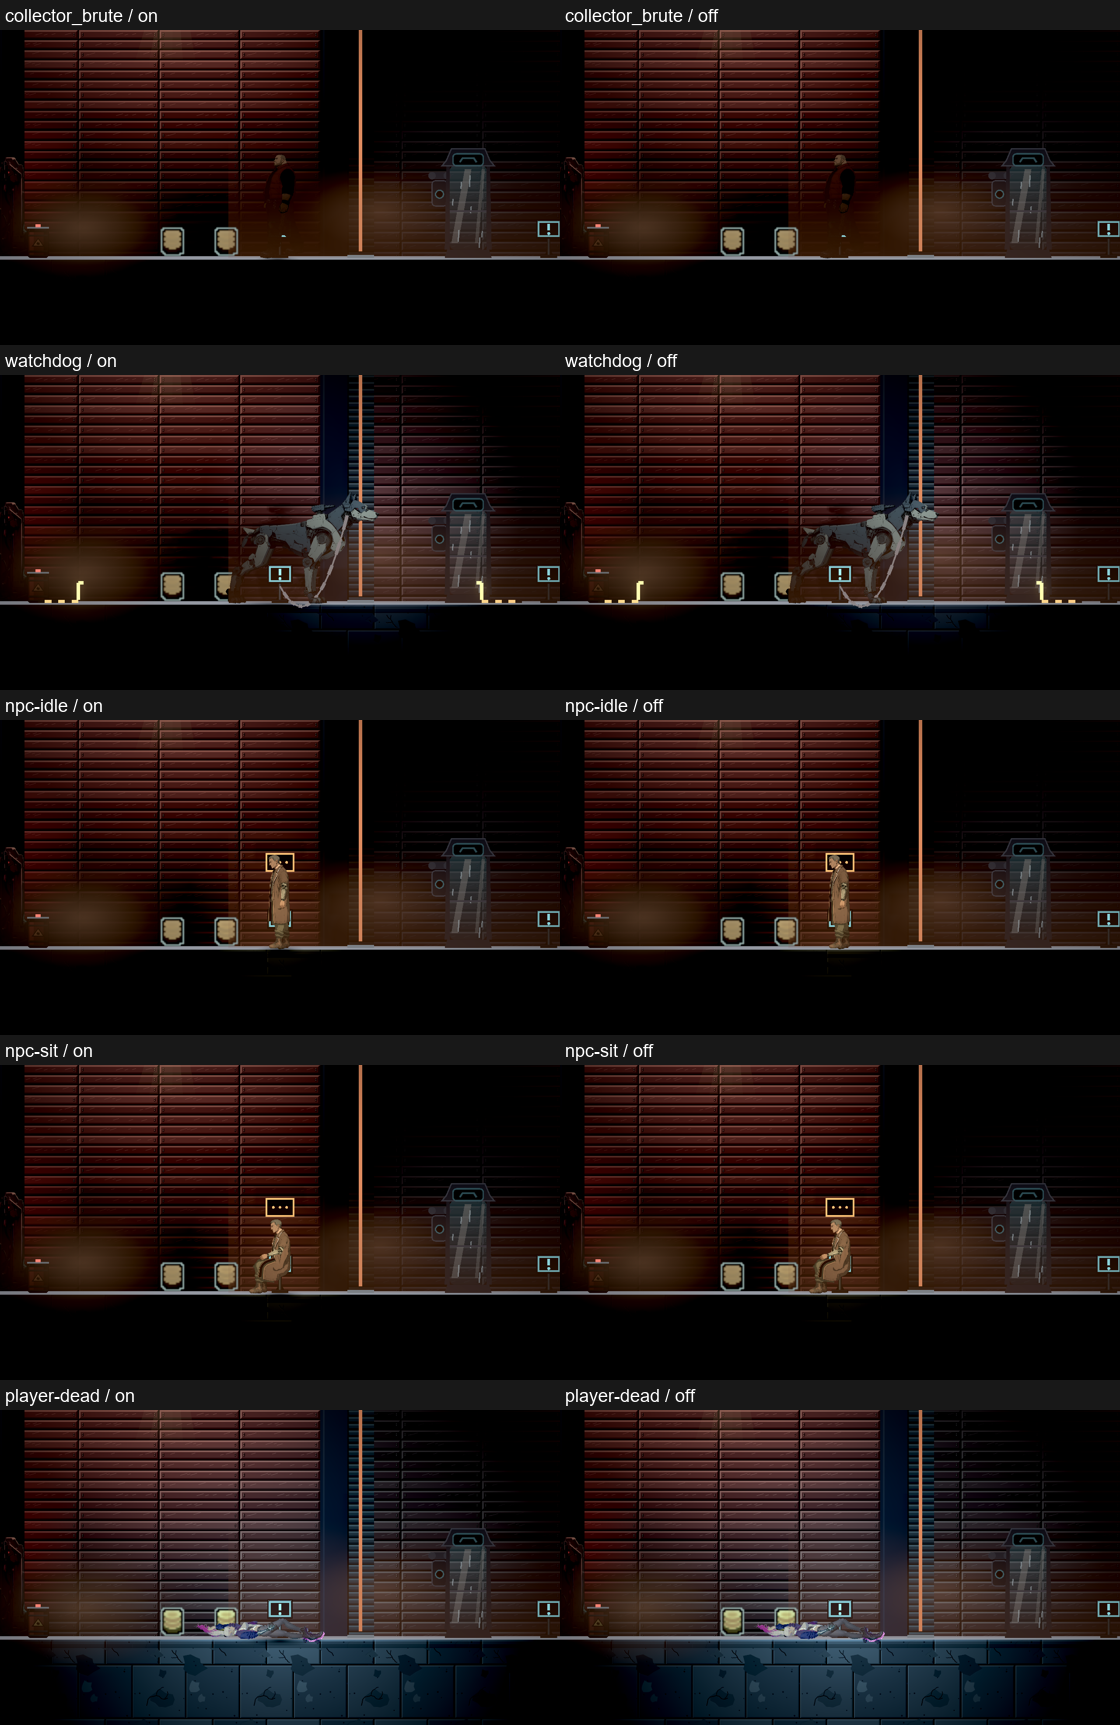 collector_brute / on
collector_brute / off
!
!
watchdog / on
watchdog / off
!
!
!
!
npc-idle / on
npc-idle / off
!
!
npc-sit / on
npc-sit / off
...
...
!
!
player-dead / on
player-dead / off
!
!
!
!